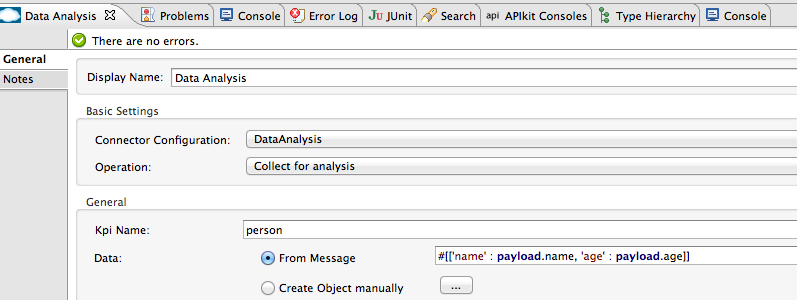 Data Analysis Problems Console Error Log JU JUnit Search api APIkit Consoles Type Hierarchy Console
There are no errors.
General
Notes
Display Name: Data Analysis
Basic Settings
Connector Configuration: DataAnalysis
Operation: Collect for analysis
General
Kpi Name: person
Data: From Message #[['name' : payload.name, 'age' : payload.age]]
Create Object manually ...